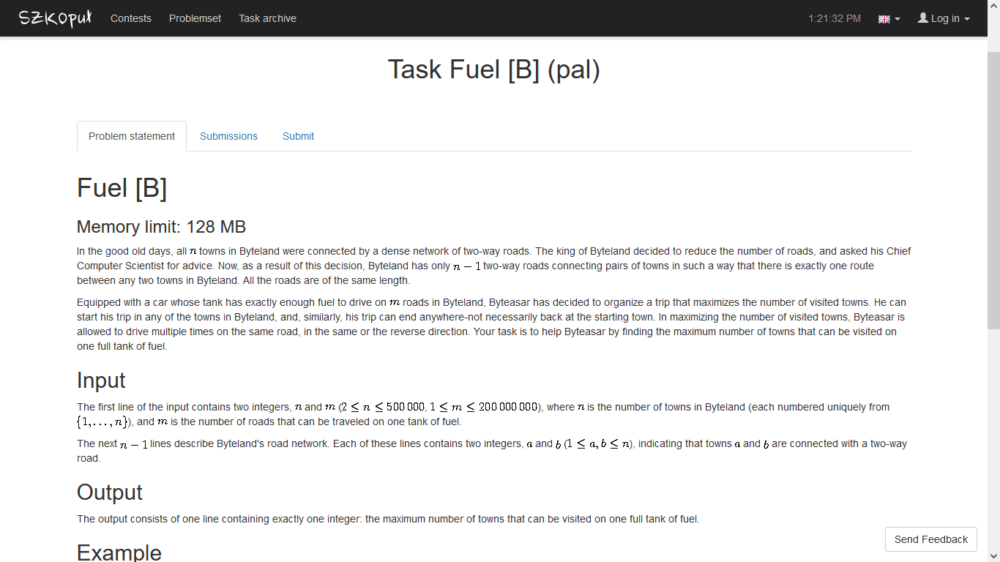 SZKOpuł Contests Problemset Task archive 1:21:32 PM Log in
Task Fuel [B] (pal)
Problem statement Submissions Submit
Fuel [B]
Memory limit: 128 MB
In the good old days, all n towns in Byteland were connected by a dense network of two-way roads. The king of Byteland decided to reduce the number of roads, and asked his Chief
Computer Scientist for advice. Now, as a result of this decision, Byteland has only n − 1 two-way roads connecting pairs of towns in such a way that there is exactly one route
between any two towns in Byteland. All the roads are of the same length.
Equipped with a car whose tank has exactly enough fuel to drive on m roads in Byteland, Byteasar has decided to organize a trip that maximizes the number of visited towns. He can
start his trip in any of the towns in Byteland, and, similarly, his trip can end anywhere-not necessarily back at the starting town. In maximizing the number of visited towns, Byteasar is
allowed to drive multiple times on the same road, in the same or the reverse direction. Your task is to help Byteasar by finding the maximum number of towns that can be visited on
one full tank of fuel.
Input
The first line of the input contains two integers, n and m (2 ≤ n ≤ 500 000, 1 ≤ m ≤ 200 000 000), where n is the number of towns in Byteland (each numbered uniquely from
{1, . . . , n}), and m is the number of roads that can be traveled on one tank of fuel.
The next n − 1 lines describe Byteland's road network. Each of these lines contains two integers, a and b (1 ≤ a, b ≤ n), indicating that towns a and b are connected with a two-way
road.
Output
The output consists of one line containing exactly one integer: the maximum number of towns that can be visited on one full tank of fuel.
Send Feedback
Example